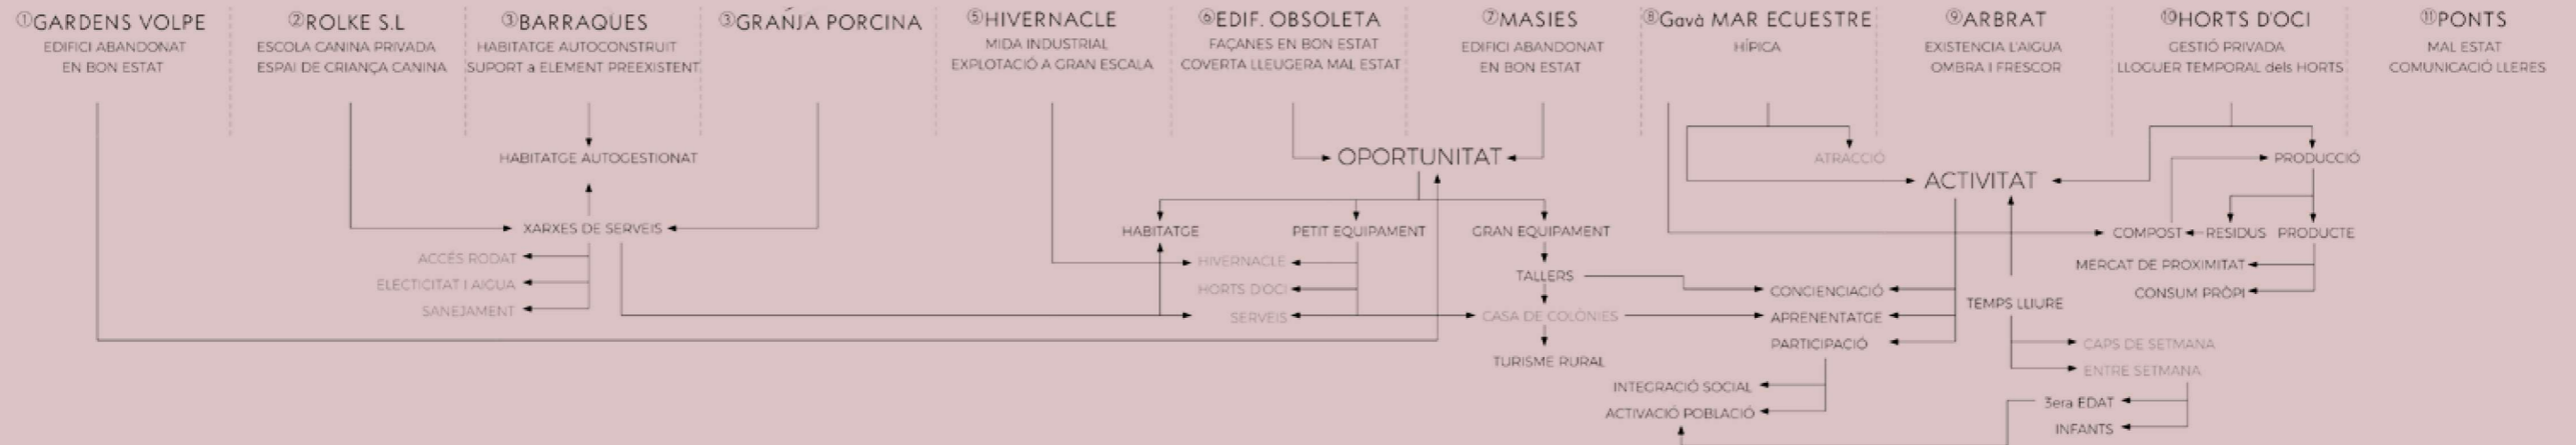 ①GARDENS VOLPE
EDIFICI ABANDONAT
EN BON ESTAT
②ROLKE S.L
ESCOLA CANINA PRIVADA
ESPAI DE CRIANÇA CANINA
③BARRAQUES
HABITATGE AUTOCONSTRUIT
SUPORT a ELEMENT PREEXISTENT
③GRANJA PORCINA
⑤HIVERNACLE
MIDA INDUSTRIAL
EXPLOTACIÓ A GRAN ESCALA
⑥EDIF. OBSOLETA
FAÇANES EN BON ESTAT
COVERTA LLEUGERA MAL ESTAT
⑦MASIES
EDIFICI ABANDONAT
EN BON ESTAT
⑧Gavà MAR ECUESTRE
HÍPICA
⑨ARBRAT
EXISTENCIA L'AIGUA
OMBRA I FRESCOR
⑩HORTS D'OCI
GESTIÓ PRIVADA
LLOGUER TEMPORAL dels HORTS
⑪PONTS
MAL ESTAT
COMUNICACIÓ LLERES
HABITATGE AUTOGESTIONAT
XARXES DE SERVEIS
ACCÉS RODAT
ELECTICITAT I AIGUA
SANEJAMENT
OPORTUNITAT
HABITATGE
PETIT EQUIPAMENT
GRAN EQUIPAMENT
HIVERNACLE
HORTS D'OCI
SERVEIS
TALLERS
CASA DE COLÒNIES
TURISME RURAL
ATRACCIÓ
ACTIVITAT
CONCIENCIACIÓ
APRENENTATGE
PARTICIPACIÓ
INTEGRACIÓ SOCIAL
ACTIVACIÓ POBLACIÓ
TEMPS LLIURE
CAPS DE SETMANA
ENTRE SETMANA
3era EDAT
INFANTS
PRODUCCIÓ
COMPOST
RESIDUS
PRODUCTE
MERCAT DE PROXIMITAT
CONSUM PRÒPI